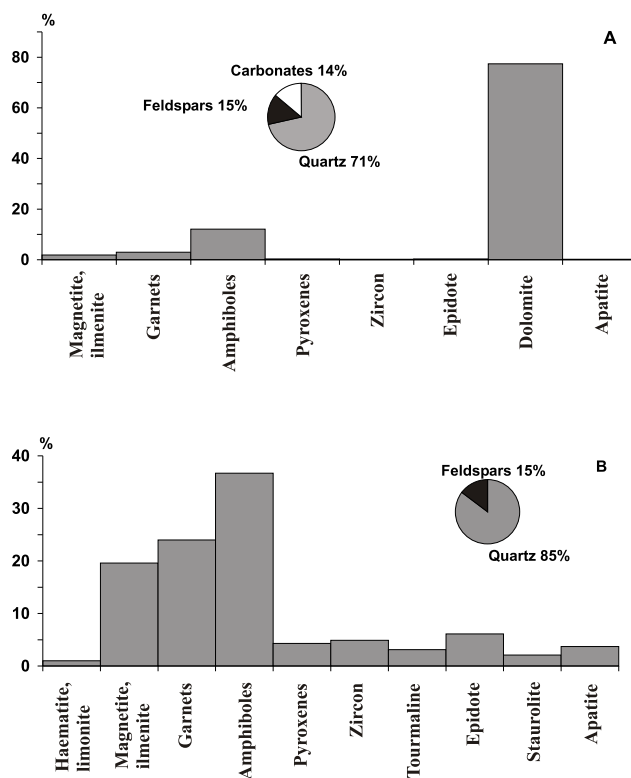 %
A
80
60
40
20
0
Carbonates 14%
Feldspars 15%
Quartz 71%
Magnetite,
ilmenite
Garnets
Amphiboles
Pyroxenes
Zircon
Epidote
Dolomite
Apatite
%
B
40
30
20
10
0
Feldspars 15%
Quartz 85%
Haematite,
limonite
Magnetite,
ilmenite
Garnets
Amphiboles
Pyroxenes
Zircon
Tourmaline
Epidote
Staurolite
Apatite